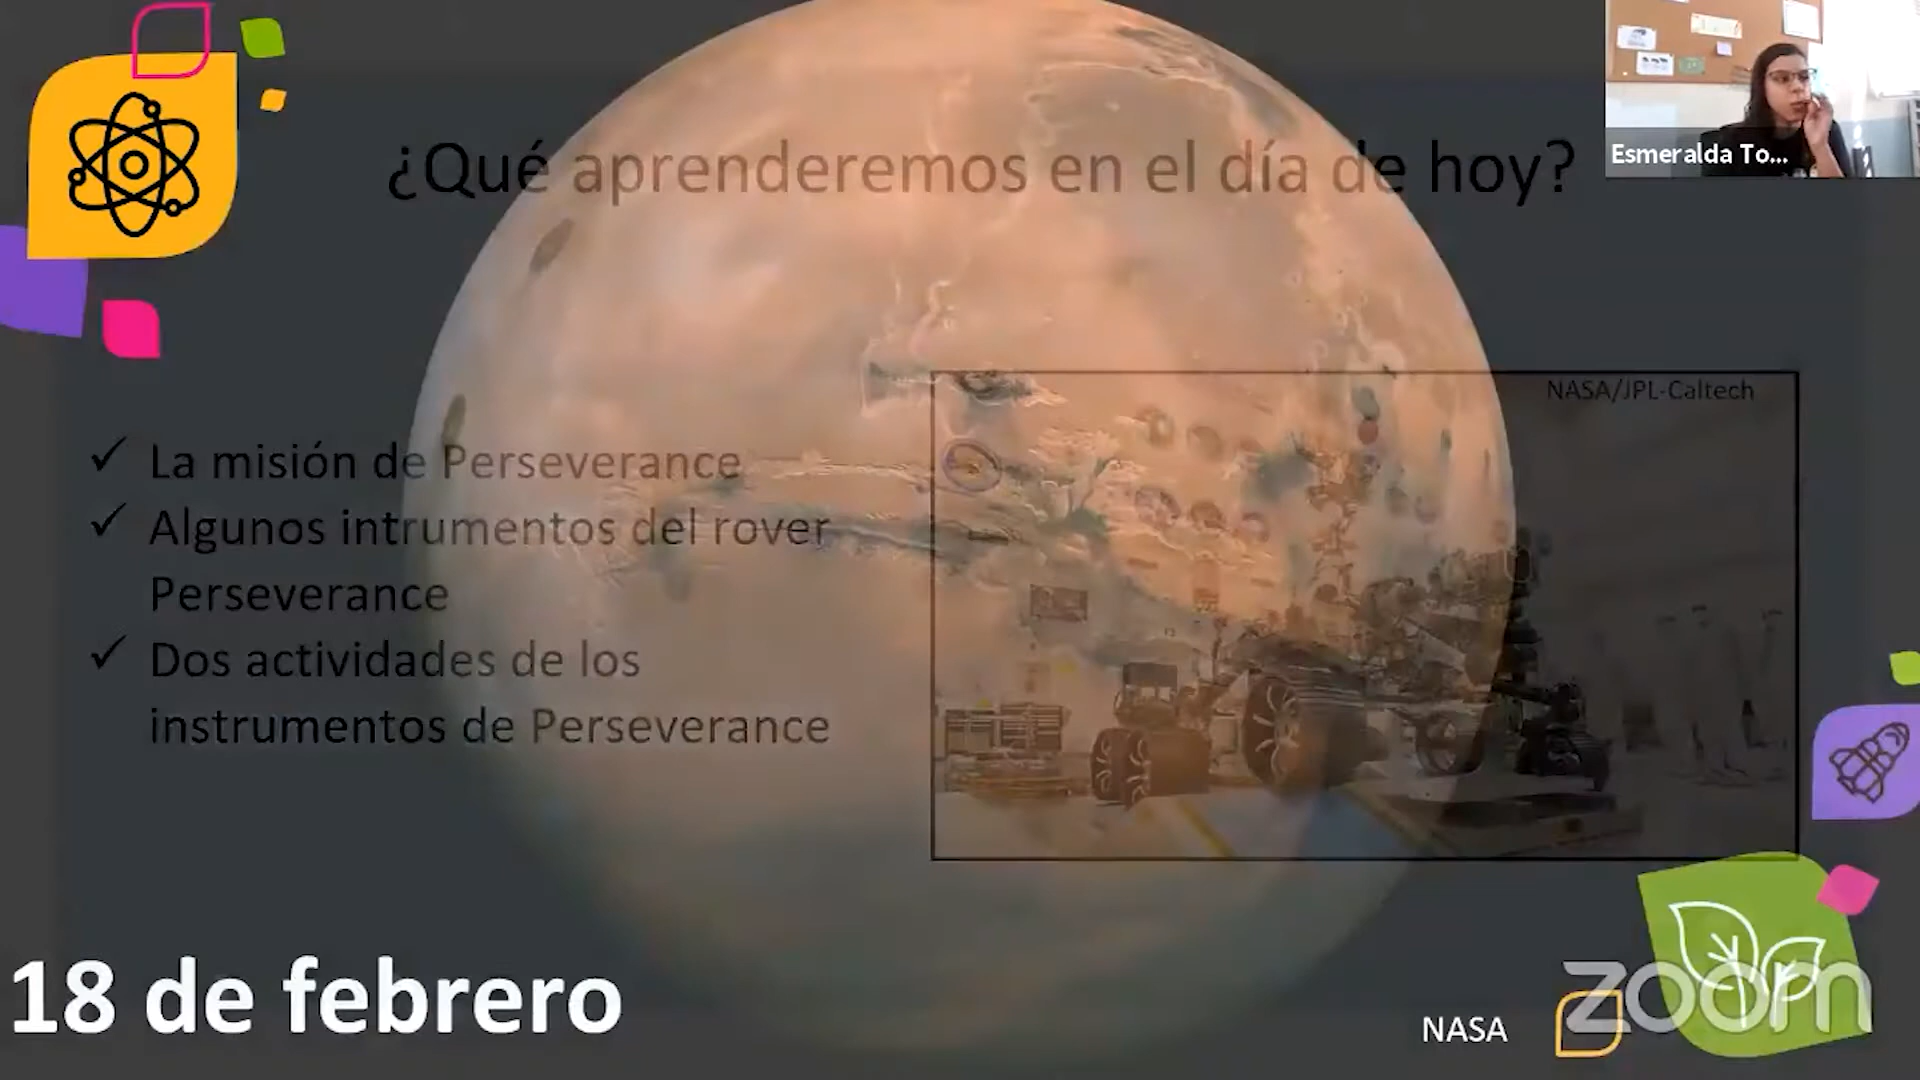 ¿Qué aprenderemos en el día de hoy?
Esmeralda To...
NASA/JPL-Caltech
✓ La misión de Perseverance
✓ Algunos intrumentos del rover
Perseverance
✓ Dos actividades de los
instrumentos de Perseverance
18 de febrero
NASA
zoom